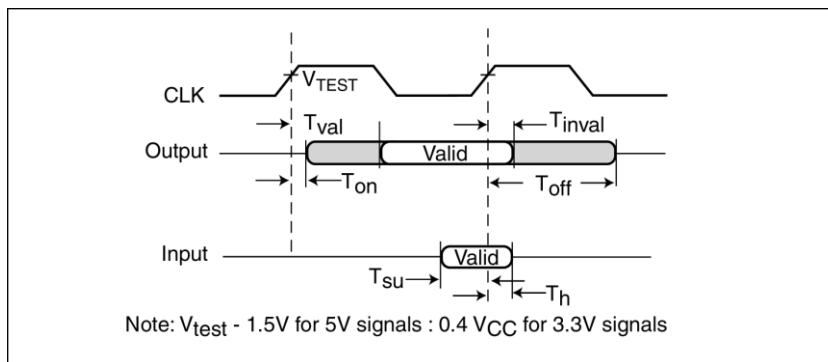 VTEST
CLK
Tval
Tinval
Output
Valid
Ton
Toff
Input
Valid
Tsu
Th
Note: Vtest - 1.5V for 5V signals : 0.4 VCC for 3.3V signals